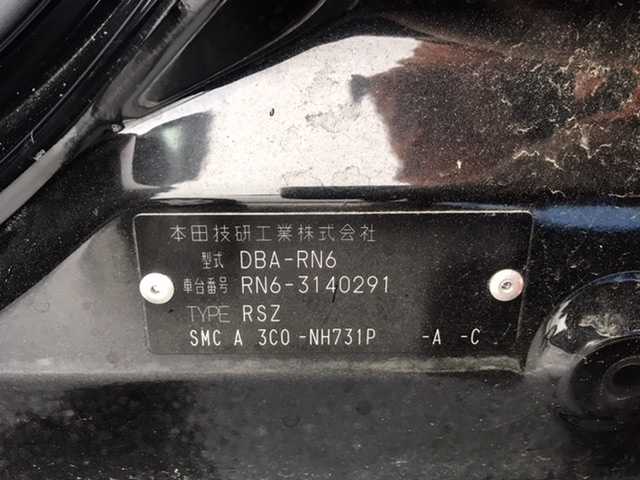 本田技研工業株式会社
型式 DBA-RN6
車台番号 RN6-3140291
TYPE RSZ
SMC A 3C0 -NH731P -A -C